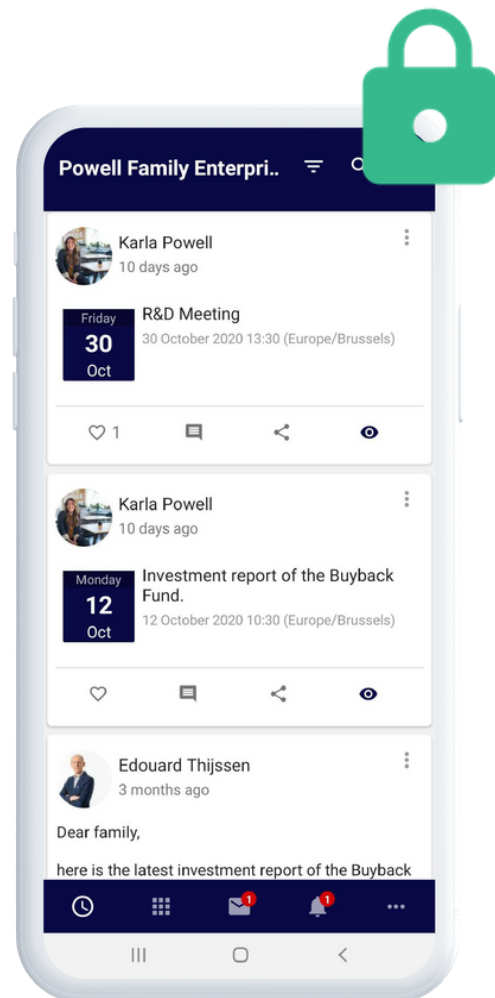 Powell Family Enterpri..
Karla Powell
10 days ago
Friday
30
Oct
R&D Meeting
30 October 2020 13:30 (Europe/Brussels)
1
Karla Powell
10 days ago
Monday
12
Oct
Investment report of the Buyback
Fund.
12 October 2020 10:30 (Europe/Brussels)
Edouard Thijssen
3 months ago
Dear family,
here is the latest investment report of the Buyback
1
1